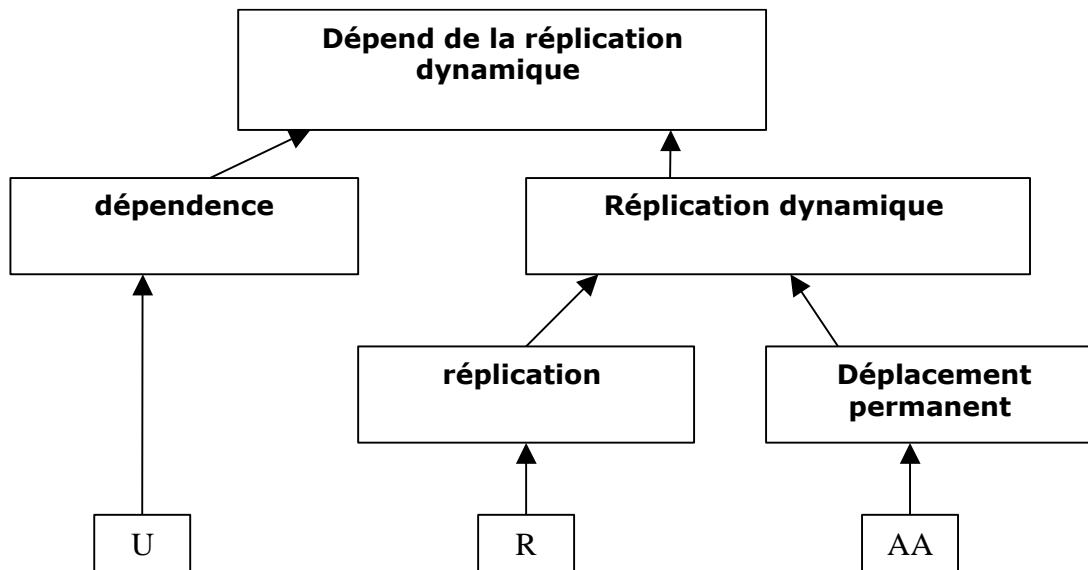 Dépend de la réplication
dynamique
dépendence
Réplication dynamique
réplication
Déplacement
permanent
U
R
AA